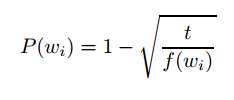 P(w_i) = 1 - \sqrt{\frac{t}{f(w_i)}}